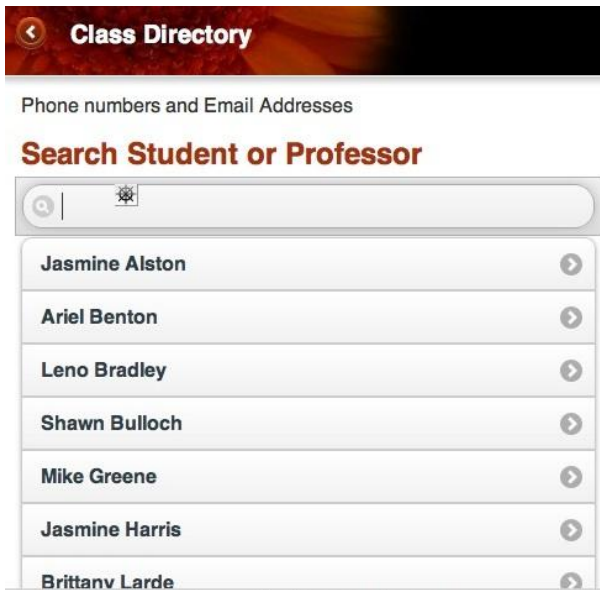 Class Directory
Phone numbers and Email Addresses
Search Student or Professor
Jasmine Alston
Ariel Benton
Leno Bradley
Shawn Bulloch
Mike Greene
Jasmine Harris
Brittany Larde